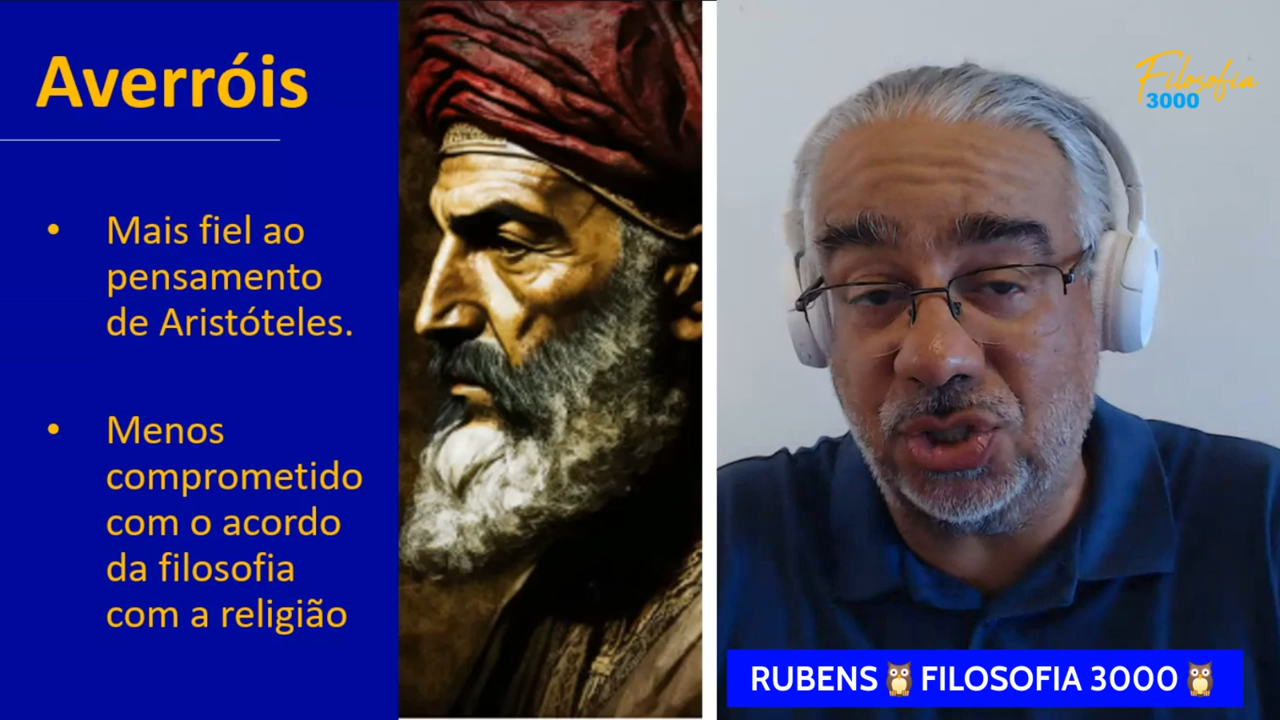 Averróis
• Mais fiel ao
pensamento
de Aristóteles.
• Menos
comprometido
com o acordo
da filosofia
com a religião
Filosofia
3000
RUBENS🦉FILOSOFIA 3000🦉